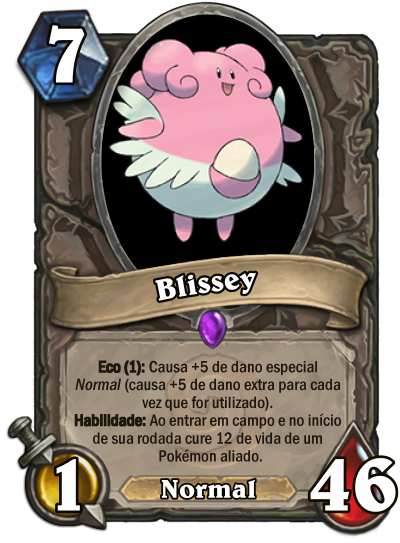 7
Blissey
Eco (1): Causa +5 de dano especial
Normal (causa +5 de dano extra para cada
vez que for utilizado).
Habilidade: Ao entrar em campo e no início
de sua rodada cure 12 de vida de um
Pokémon aliado.
1
Normal
46